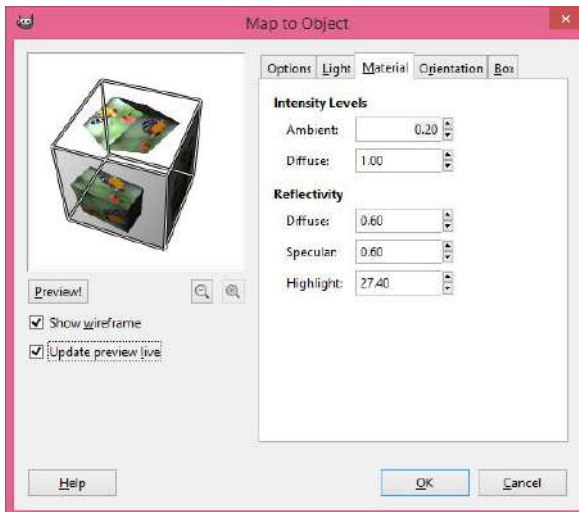 Map to Object
Options Light Material Orientation Box
Intensity Levels
Ambient: 0.20
Diffuse: 1.00
Reflectivity
Diffuse: 0.60
Specular: 0.60
Highlight: 27.40
Preview!
Show wireframe
Update preview live
Help OK Cancel